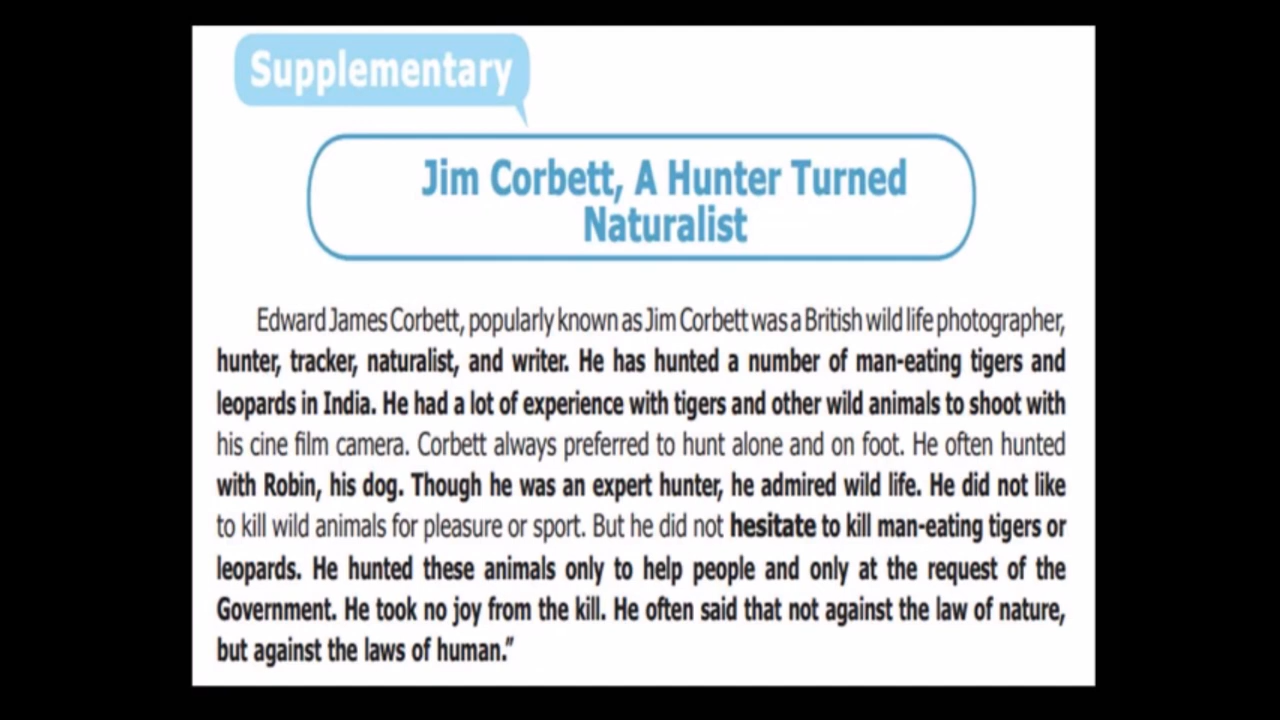 Supplementary
Jim Corbett, A Hunter Turned
Naturalist
Edward James Corbett, popularly known as Jim Corbett was a British wild life photographer,
hunter, tracker, naturalist, and writer. He has hunted a number of man-eating tigers and
leopards in India. He had a lot of experience with tigers and other wild animals to shoot with
his cine film camera. Corbett always preferred to hunt alone and on foot. He often hunted
with Robin, his dog. Though he was an expert hunter, he admired wild life. He did not like
to kill wild animals for pleasure or sport. But he did not hesitate to kill man-eating tigers or
leopards. He hunted these animals only to help people and only at the request of the
Government. He took no joy from the kill. He often said that not against the law of nature,
but against the laws of human.”